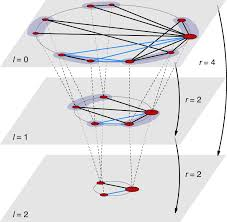 l = 0
r = 4
r = 2
l = 1
r = 2
l = 2